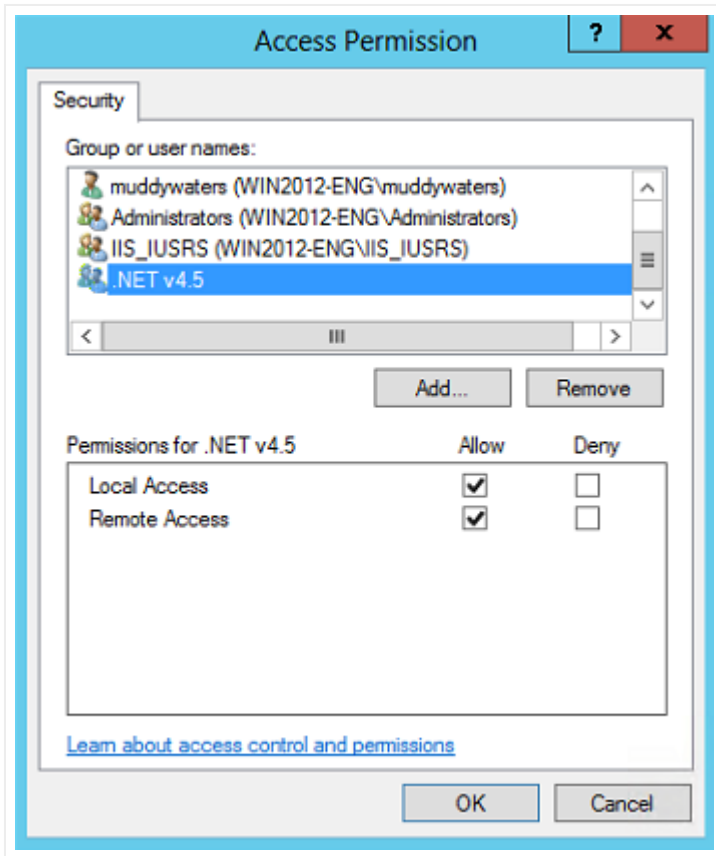 Access Permission
?
x
Security
Group or user names:
muddywaters (WIN2012-ENG\muddywaters)
Administrators (WIN2012-ENG\Administrators)
IIS_IUSRS (WIN2012-ENG\IIS_IUSRS)
.NET v4.5
Add...
Remove
Permissions for .NET v4.5
Allow
Deny
Local Access
Remote Access
Learn about access control and permissions
OK
Cancel